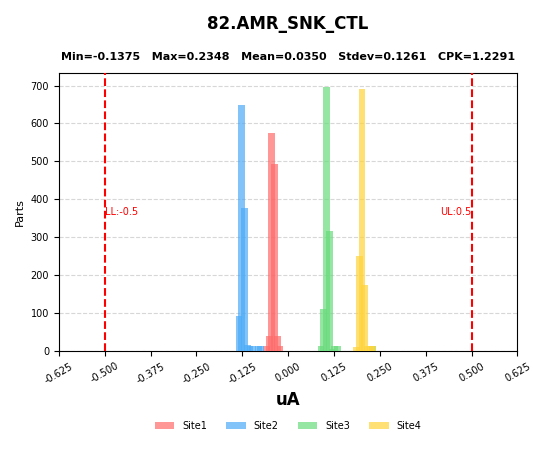 82.AMR_SNK_CTL
Min=-0.1375 Max=0.2348 Mean=0.0350 Stdev=0.1261 CPK=1.2291
Parts
700
600
500
400
300
200
100
0
LL:-0.5
UL:0.5
-0.625
-0.500
-0.375
-0.250
-0.125
0.000
0.125
0.250
0.375
0.500
0.625
uA
Site1 Site2 Site3 Site4